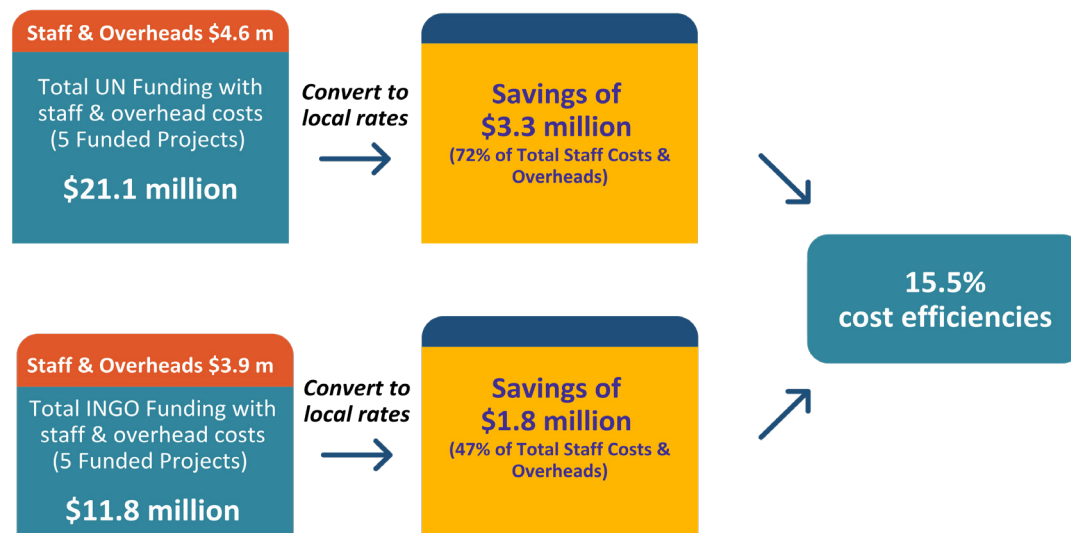 Staff & Overheads $4.6 m
Total UN Funding with
staff & overhead costs
(5 Funded Projects)
$21.1 million
Convert to
local rates
Savings of
$3.3 million
(72% of Total Staff Costs &
Overheads)
Staff & Overheads $3.9 m
Total INGO Funding with
staff & overhead costs
(5 Funded Projects)
$11.8 million
Convert to
local rates
Savings of
$1.8 million
(47% of Total Staff Costs &
Overheads)
15.5%
cost efficiencies